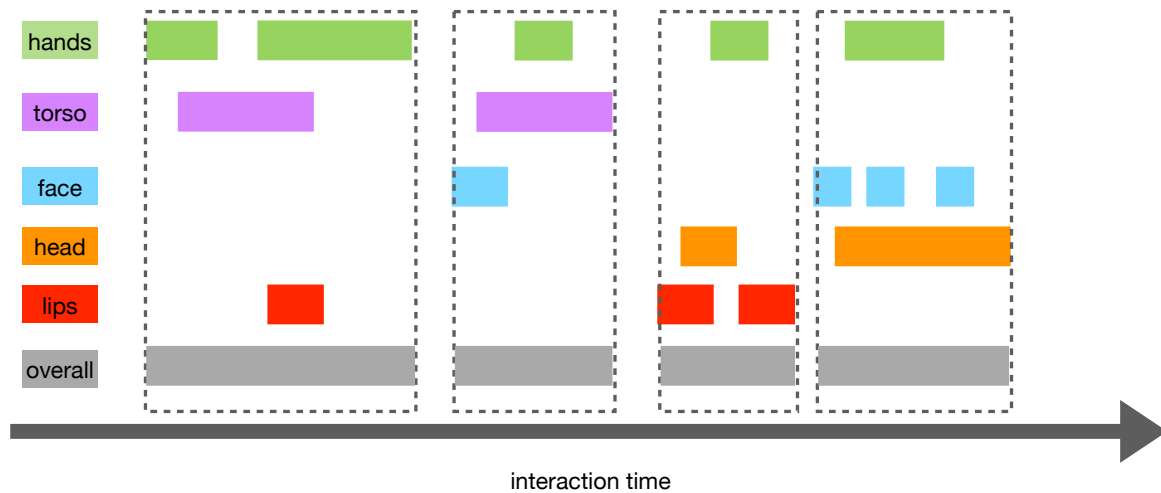 hands
torso
face
head
lips
overall
interaction time